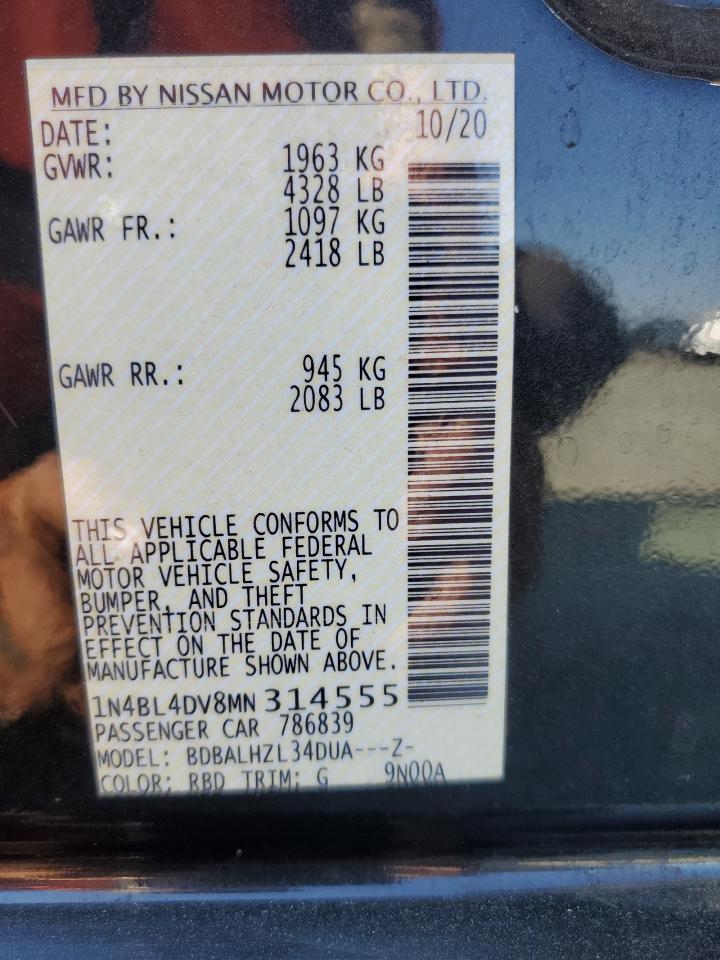 MFD BY NISSAN MOTOR CO., LTD.
DATE: 10/20
GVWR: 1963 KG
4328 LB
GAWR FR.: 1097 KG
2418 LB
GAWR RR.: 945 KG
2083 LB
THIS VEHICLE CONFORMS TO
ALL APPLICABLE FEDERAL
MOTOR VEHICLE SAFETY,
BUMPER, AND THEFT
PREVENTION STANDARDS IN
EFFECT ON THE DATE OF
MANUFACTURE SHOWN ABOVE.
1N4BL4DV8MN314555
PASSENGER CAR 786839
MODEL: BDBALHZL34DUA---Z-
COLOR: RBD TRIM: G 9N00A